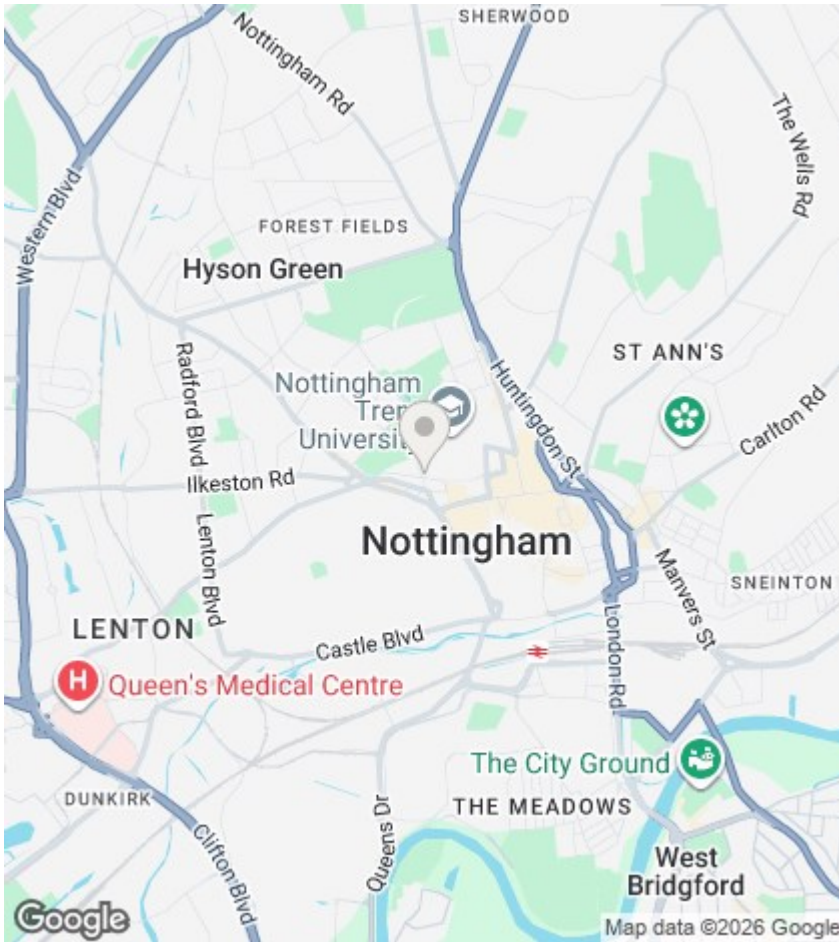 SHERWOOD
Nottingham Rd
The Wells Rd
Western Blvd
FOREST FIELDS
Hyson Green
ST ANN'S
Radford Blvd
Nottingham
Tren
University
Huntingdon St
Carlton Rd
Ilkeston Rd
Lenton Blvd
Nottingham
Manvers St
SNEINTON
LENTON
Castle Blvd
London Rd
H
Queen's Medical Centre
The City Ground
DUNKIRK
THE MEADOWS
Queens Dr
Clifton Blvd
West
Bridgford
Google
Map data ©2026 Google